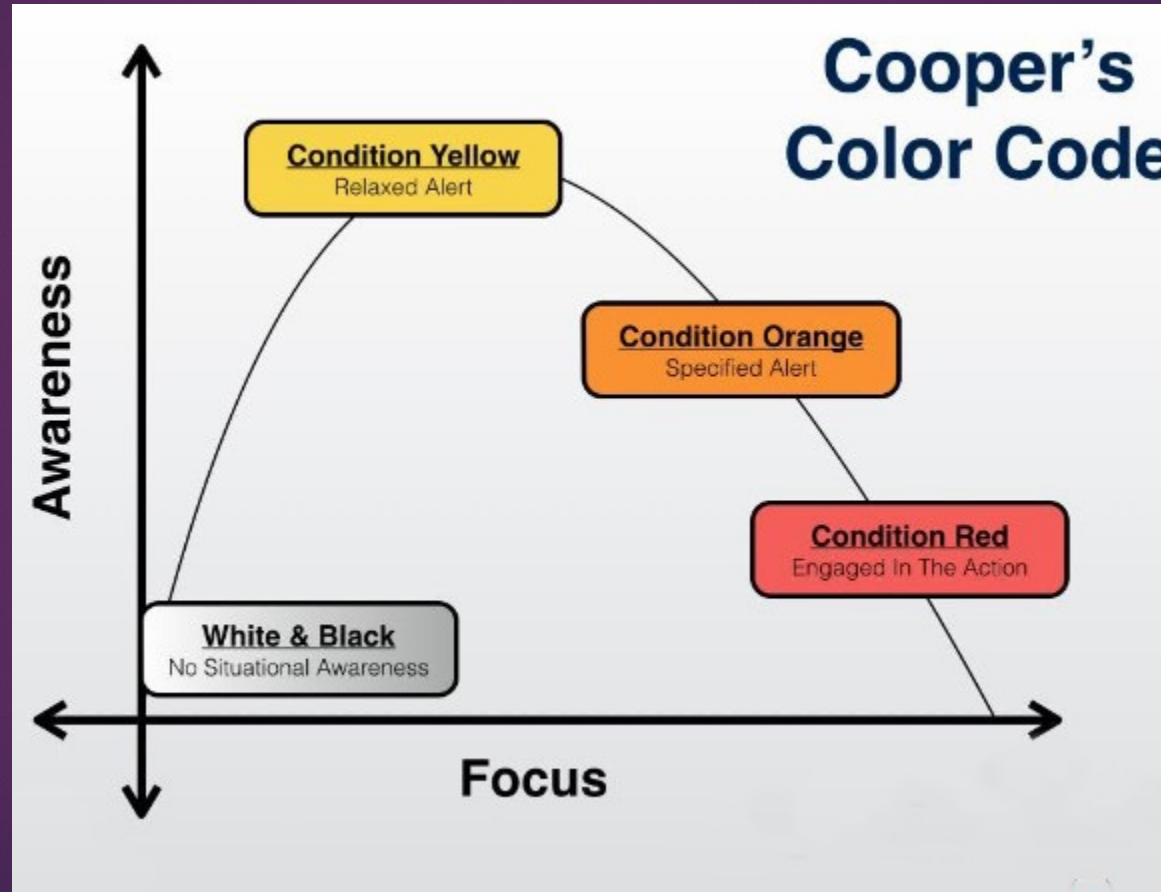 Cooper's
Color Code
Condition Yellow
Relaxed Alert
Condition Orange
Specified Alert
Condition Red
Engaged In The Action
White & Black
No Situational Awareness
Awareness
Focus